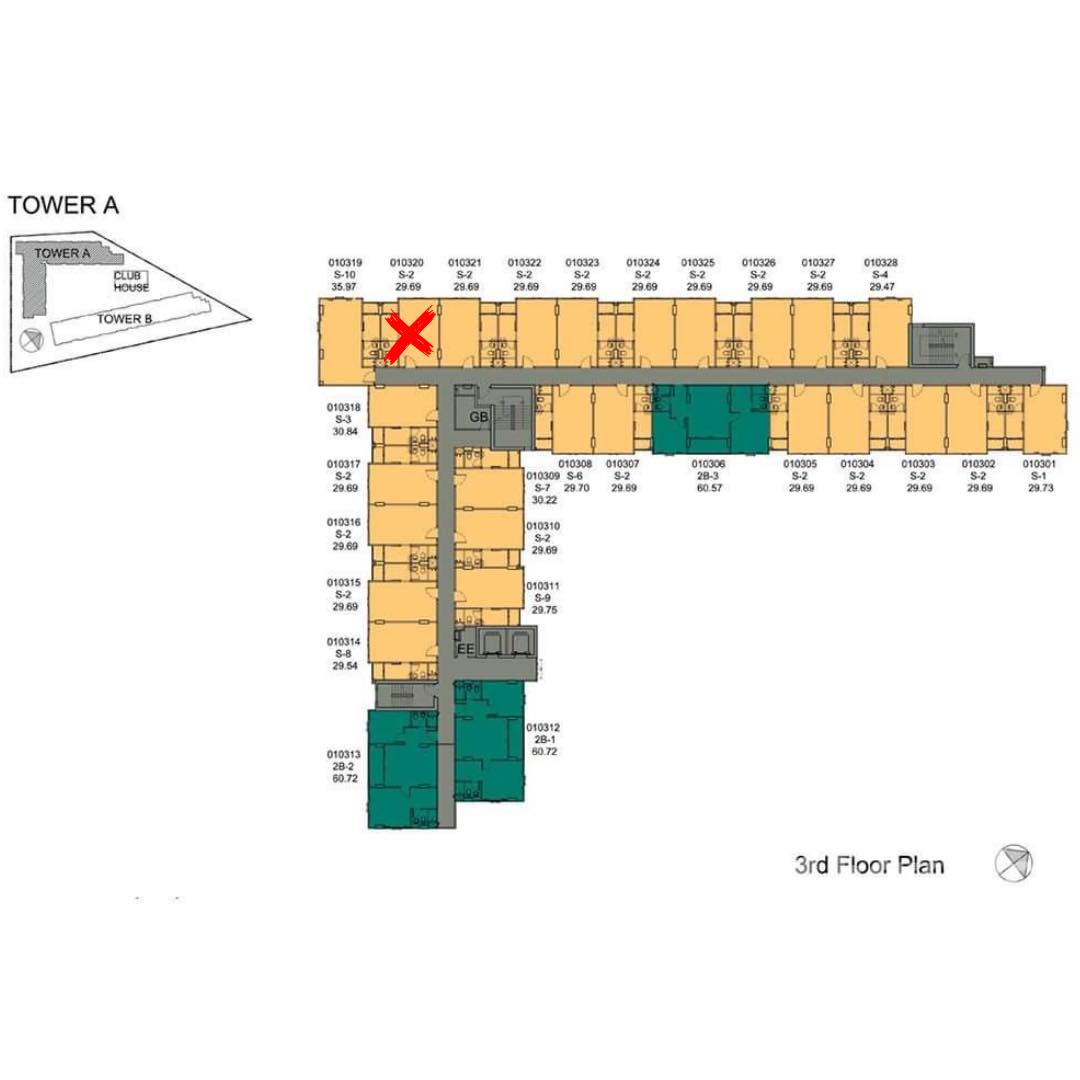 TOWER A
TOWER A
CLUB
HOUSE
TOWER B
010319
S-10
35.97
010320
S-2
29.69
010321
S-2
29.69
010322
S-2
29.69
010323
S-2
29.69
010324
S-2
29.69
010325
S-2
29.69
010326
S-2
29.69
010327
S-2
29.69
010328
S-4
29.47
010318
S-3
30.84
GB
010317
S-2
29.69
010316
S-2
29.69
010315
S-2
29.69
010314
S-8
29.54
010313
2B-2
60.72
010309
S-7
30.22
010310
S-2
29.69
010311
S-9
29.75
EE
010312
2B-1
60.72
010308
S-6
29.70
010307
S-2
29.69
010306
2B-3
60.57
010305
S-2
29.69
010304
S-2
29.69
010303
S-2
29.69
010302
S-2
29.69
010301
S-1
29.73
3rd Floor Plan